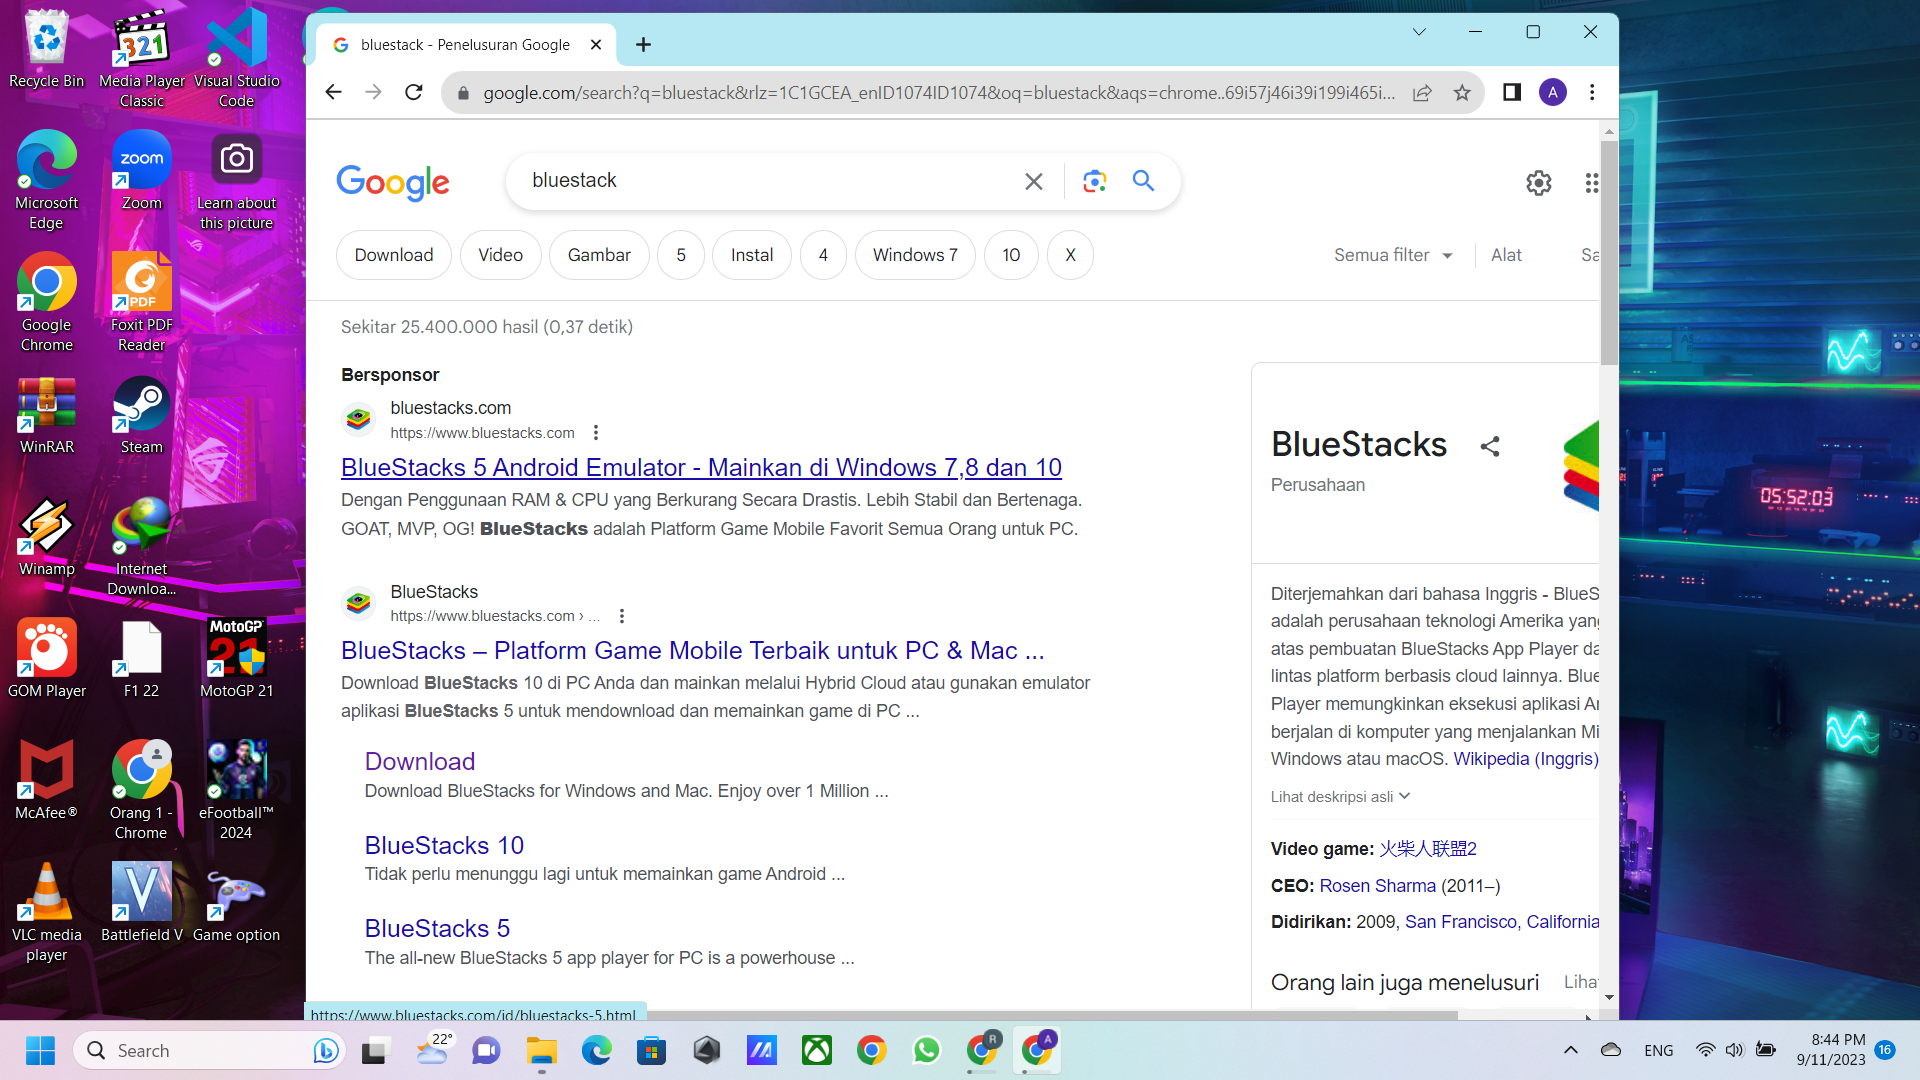 Recycle Bin
Media Player Classic
Visual Studio Code
Microsoft Edge
zoom
Zoom
Learn about this picture
Google Chrome
PDF
Foxit PDF Reader
WinRAR
Steam
Winamp
Internet Downloa...
GOM Player
F1 22
MotoGP
21
MotoGP 21
McAfee®
Orang 1 - Chrome
eFootball™ 2024
VLC media player
Battlefield V
Game option
bluestack - Penelusuran Google
google.com/search?q=bluestack&rlz=1C1GCEA_enID1074ID1074&oq=bluestack&aqs=chrome..69i57j46i39i199i465i...
A
Google
bluestack
Download
Video
Gambar
5
Instal
4
Windows 7
10
X
Semua filter
Alat
Sa
Sekitar 25.400.000 hasil (0,37 detik)
Bersponsor
bluestacks.com
https://www.bluestacks.com
BlueStacks 5 Android Emulator - Mainkan di Windows 7,8 dan 10
Dengan Penggunaan RAM & CPU yang Berkurang Secara Drastis. Lebih Stabil dan Bertenaga.
GOAT, MVP, OG! BlueStacks adalah Platform Game Mobile Favorit Semua Orang untuk PC.
BlueStacks
https://www.bluestacks.com › ...
BlueStacks – Platform Game Mobile Terbaik untuk PC & Mac ...
Download BlueStacks 10 di PC Anda dan mainkan melalui Hybrid Cloud atau gunakan emulator
aplikasi BlueStacks 5 untuk mendownload dan memainkan game di PC ...
Download
Download BlueStacks for Windows and Mac. Enjoy over 1 Million ...
BlueStacks 10
Tidak perlu menunggu lagi untuk memainkan game Android ...
BlueStacks 5
The all-new BlueStacks 5 app player for PC is a powerhouse ...
BlueStacks
Perusahaan
Diterjemahkan dari bahasa Inggris - BlueS
adalah perusahaan teknologi Amerika yang
atas pembuatan BlueStacks App Player da
lintas platform berbasis cloud lainnya. Blue
Player memungkinkan eksekusi aplikasi A
berjalan di komputer yang menjalankan Mi
Windows atau macOS. Wikipedia (Inggris)
Lihat deskripsi asli
Video game: 火柴人联盟2
CEO: Rosen Sharma (2011–)
Didirikan: 2009, San Francisco, California
Orang lain juga menelusuri
Liha
https://www.bluestacks.com/id/bluestacks-5.html
05:52:03
Search
22°
R
A
ENG
8:44 PM
9/11/2023
16